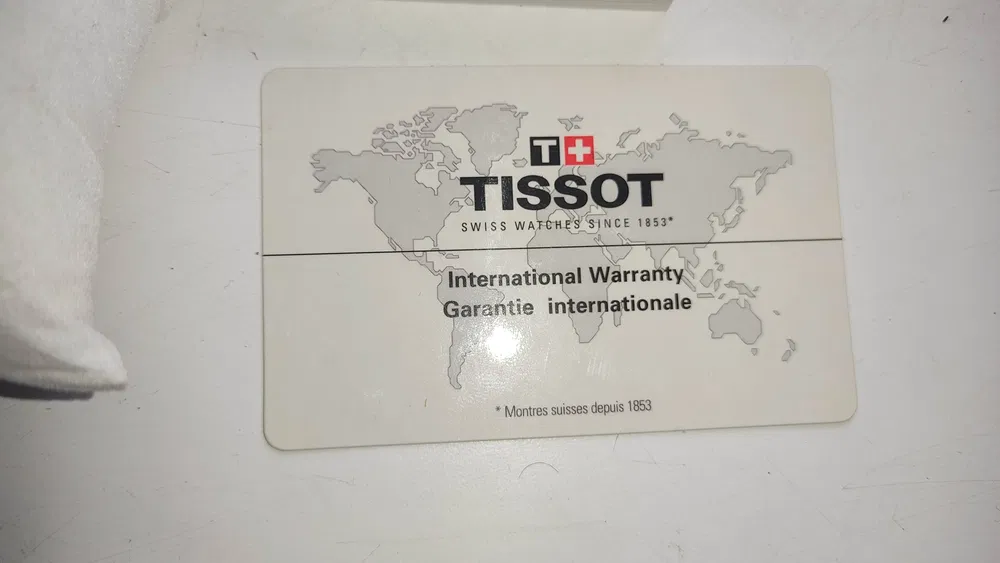 T+
TISSOT
SWISS WATCHES SINCE 1853*
International Warranty
Garantie internationale
* Montres suisses depuis 1853